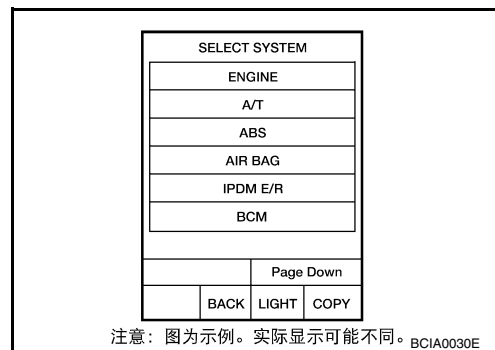 SELECT SYSTEM
ENGINE
A/T
ABS
AIR BAG
IPDM E/R
BCM
Page Down
BACK LIGHT COPY
注意：图为示例。实际显示可能不同。 BCIA0030E